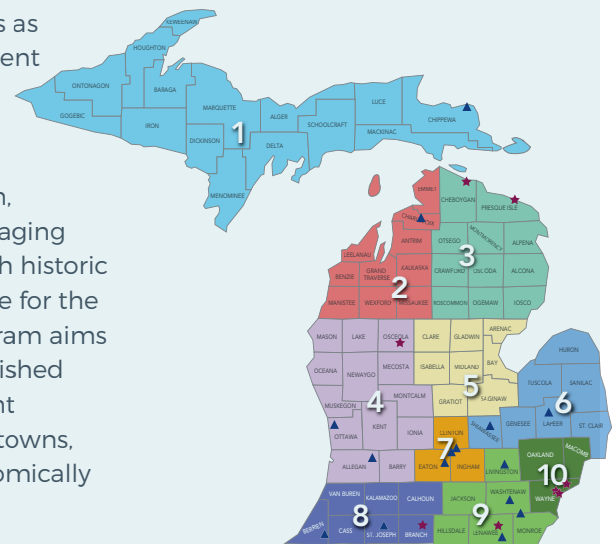 s as
ent
n,
aging
h historic
e for the
ram aims
ished
nt
towns,
omically
KEWEENAW
HOUGHTON
ONTONAGON
BARAGA
GOGEBIC
IRON
MARQUETTE
DICKINSON
1
MENOMINEE
ALGER
DELTA
SCHOOLCRAFT
LUCE
MACKINAC
CHIPPEWA
EMMET
CHARLEVOIX
ANTRIM
LEELANAU
BENZIE
GRAND
TRAVERSE
KALKASKA
2
MANISTEE
WEXFORD
MISSAUKEE
CHEBOYGAN
PRESQUE ISLE
OTSEGO
MONTMORENCY
ALPENA
3
CRAWFORD
OSCODA
ALCONA
ROSCOMMON
OGEMAW
IOSCO
MASON
LAKE
OSCEOLA
OCEANA
NEWAYGO
MECOSTA
4
MONTCALM
MUSKEGON
OTTAWA
KENT
IONIA
ALLEGAN
BARRY
CLARE
GLADWIN
ARENAC
ISABELLA
MIDLAND
BAY
5
GRATIOT
SAGINAW
HURON
TUSCOLA
SANILAC
6
GENESEE
LAPEER
ST. CLAIR
SHIAWASSEE
7
CLINTON
EATON
INGHAM
LIVINGSTON
OAKLAND
MACOMB
10
WAYNE
VAN BUREN
KALAMAZOO
CALHOUN
8
BERRIEN
CASS
ST. JOSEPH
BRANCH
JACKSON
WASHTENAW
9
HILLSDALE
LENAWEE
MONROE